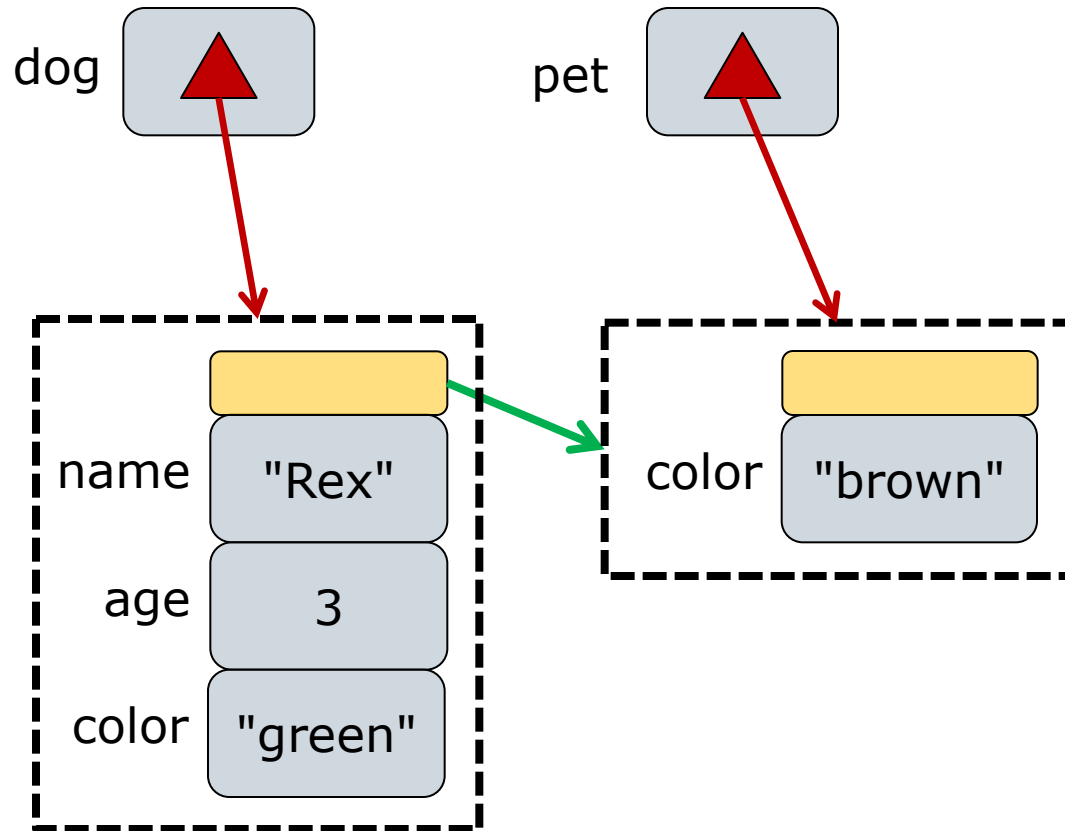 dog
pet
name "Rex"
color "brown"
age 3
color "green"